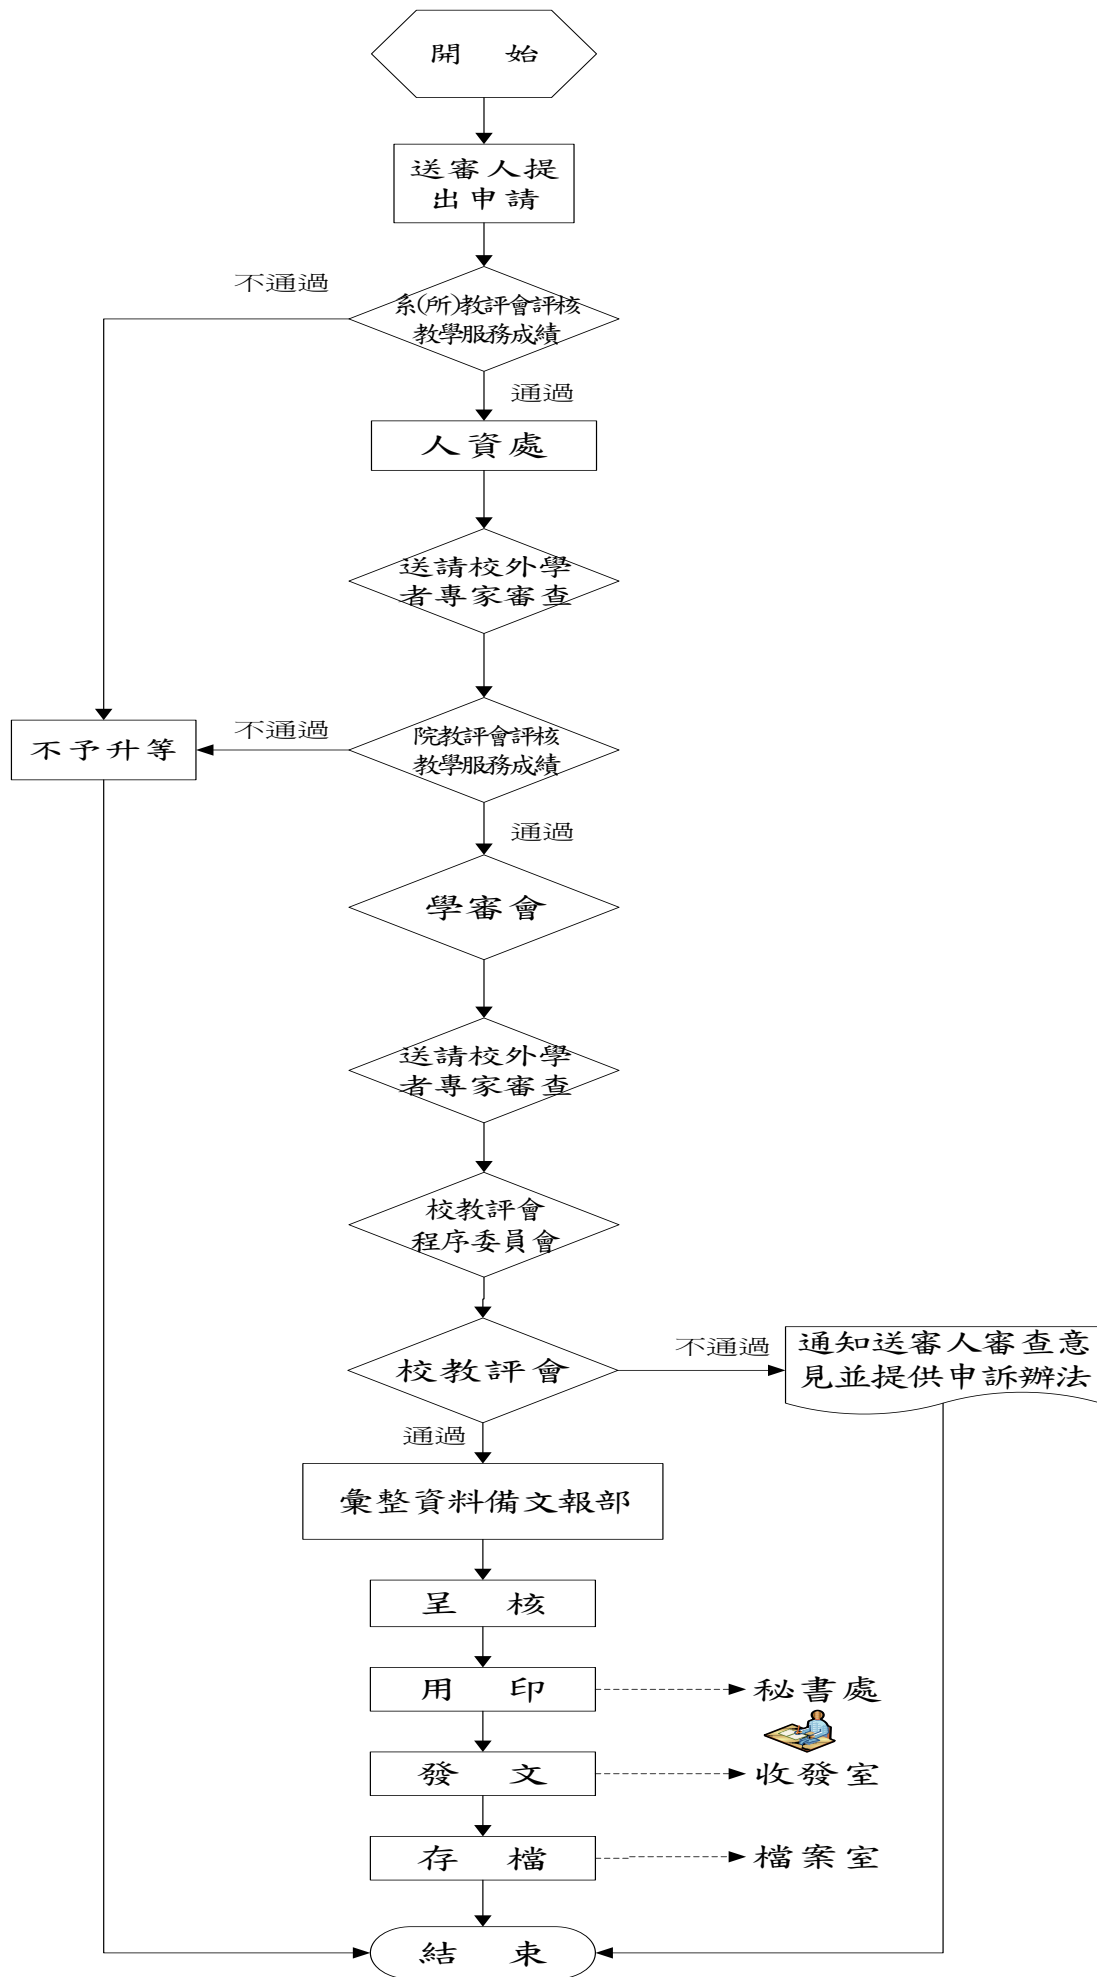 開 始
送審人提
出申請
不通過
系(所)教評會評核
教學服務成績
通過
人資處
送請校外學
者專家審查
不予升等
不通過
院教評會評核
教學服務成績
通過
學審會
送請校外學
者專家審查
校教評會
程序委員會
校教評會
不通過
通知送審人審查意
見並提供申訴辦法
通過
彙整資料備文報部
呈 核
用 印
秘書處
發 文
收發室
存 檔
檔案室
結 束